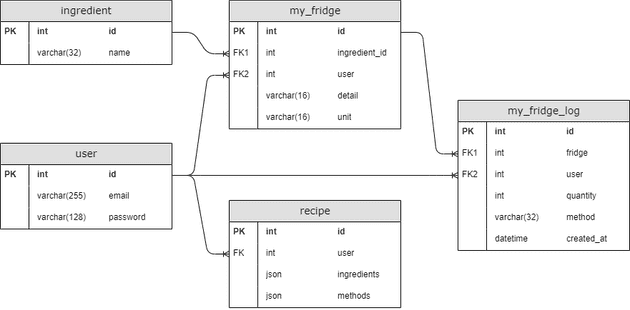 ingredient
PK int id
varchar(32) name
my_fridge
PK int id
FK1 int ingredient_id
FK2 int user
varchar(16) detail
varchar(16) unit
my_fridge_log
PK int id
FK1 int fridge
FK2 int user
int quantity
varchar(32) method
datetime created_at
user
PK int id
varchar(255) email
varchar(128) password
recipe
PK int id
FK int user
json ingredients
json methods